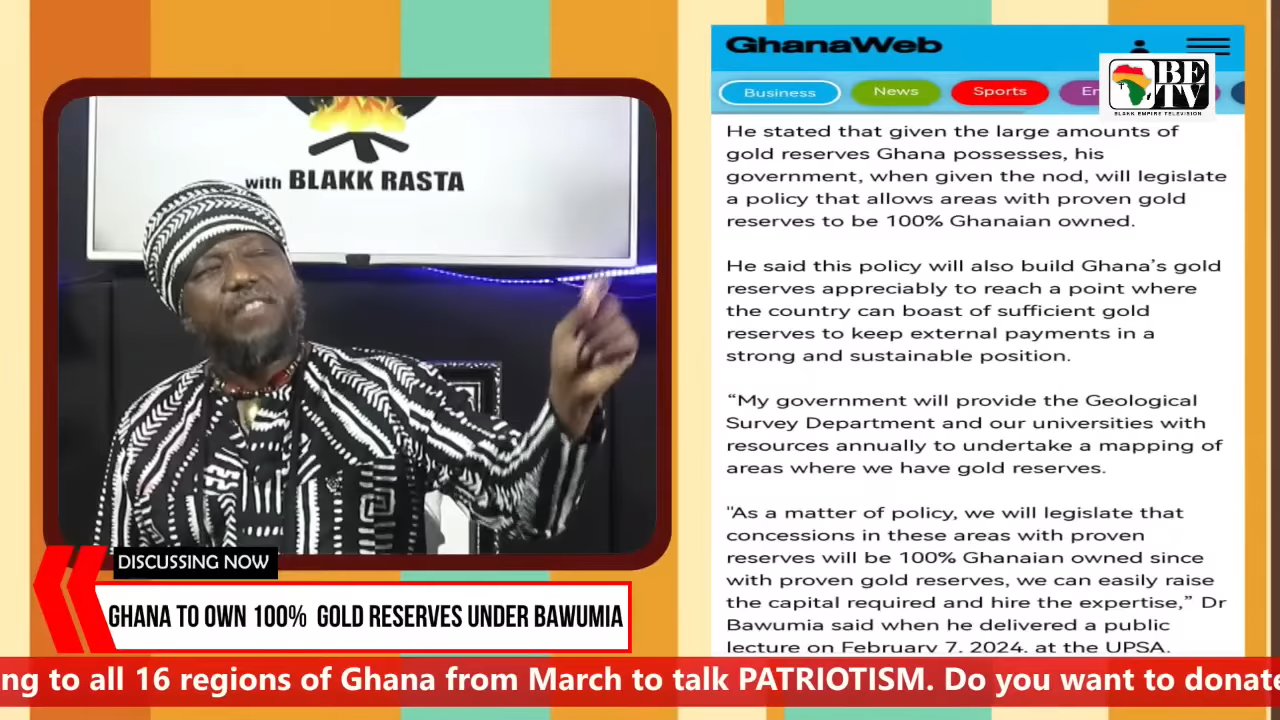 with BLAKK RASTA
DISCUSSING NOW
GHANA TO OWN 100% GOLD RESERVES UNDER BAWUMIA
GhanaWeb
Business
News
Sports
En
BE
TV
BLAKK EMPIRE TELEVISION
He stated that given the large amounts of
gold reserves Ghana possesses, his
government, when given the nod, will legislate
a policy that allows areas with proven gold
reserves to be 100% Ghanaian owned.
He said this policy will also build Ghana’s gold
reserves appreciably to reach a point where
the country can boast of sufficient gold
reserves to keep external payments in a
strong and sustainable position.
“My government will provide the Geological
Survey Department and our universities with
resources annually to undertake a mapping of
areas where we have gold reserves.
"As a matter of policy, we will legislate that
concessions in these areas with proven
reserves will be 100% Ghanaian owned since
with proven gold reserves, we can easily raise
the capital required and hire the expertise,” Dr
Bawumia said when he delivered a public
lecture on February 7, 2024, at the UPSA.
ng to all 16 regions of Ghana from March to talk PATRIOTISM. Do you want to donate